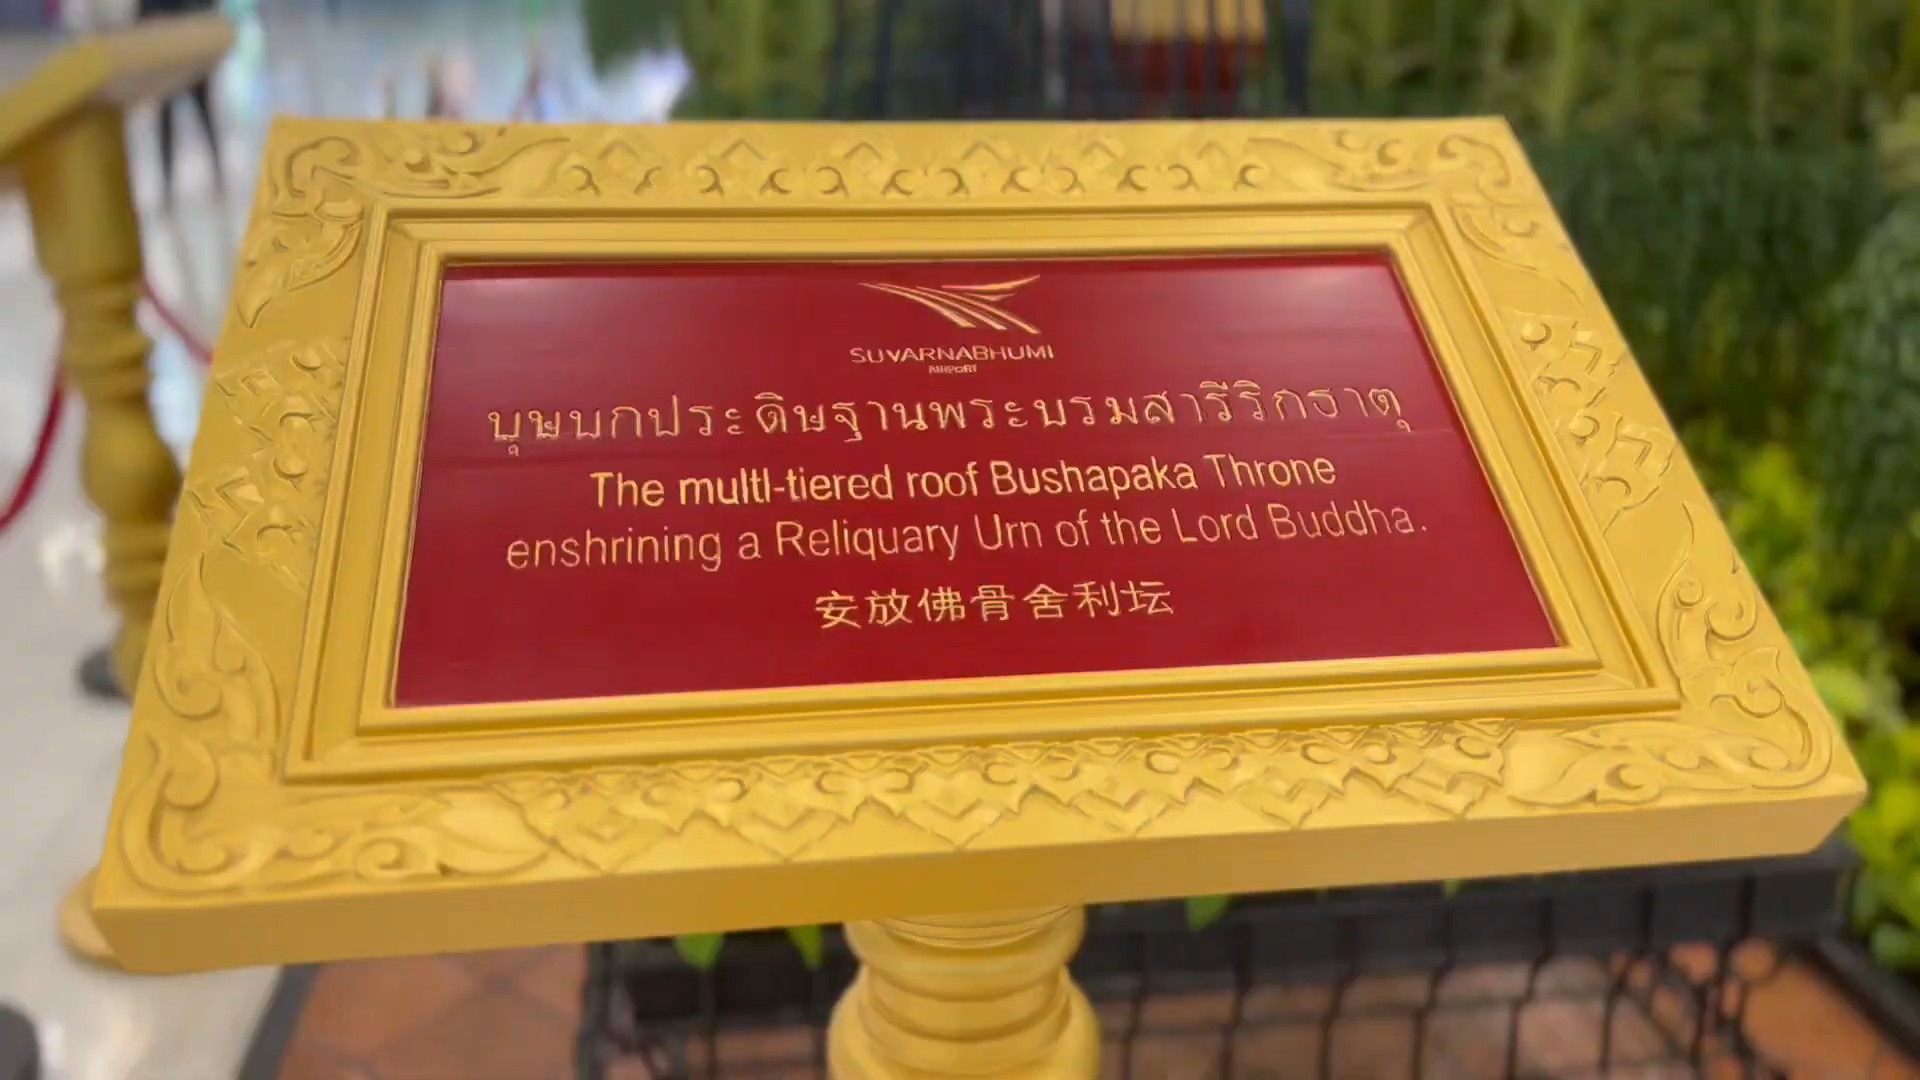 SUVARNABHUMI
AIRPORT
บุษบกประดิษฐานพระบรมสารีริกธาตุ
The multi-tiered roof Bushapaka Throne
enshrining a Reliquary Urn of the Lord Buddha.
安放佛骨舍利坛